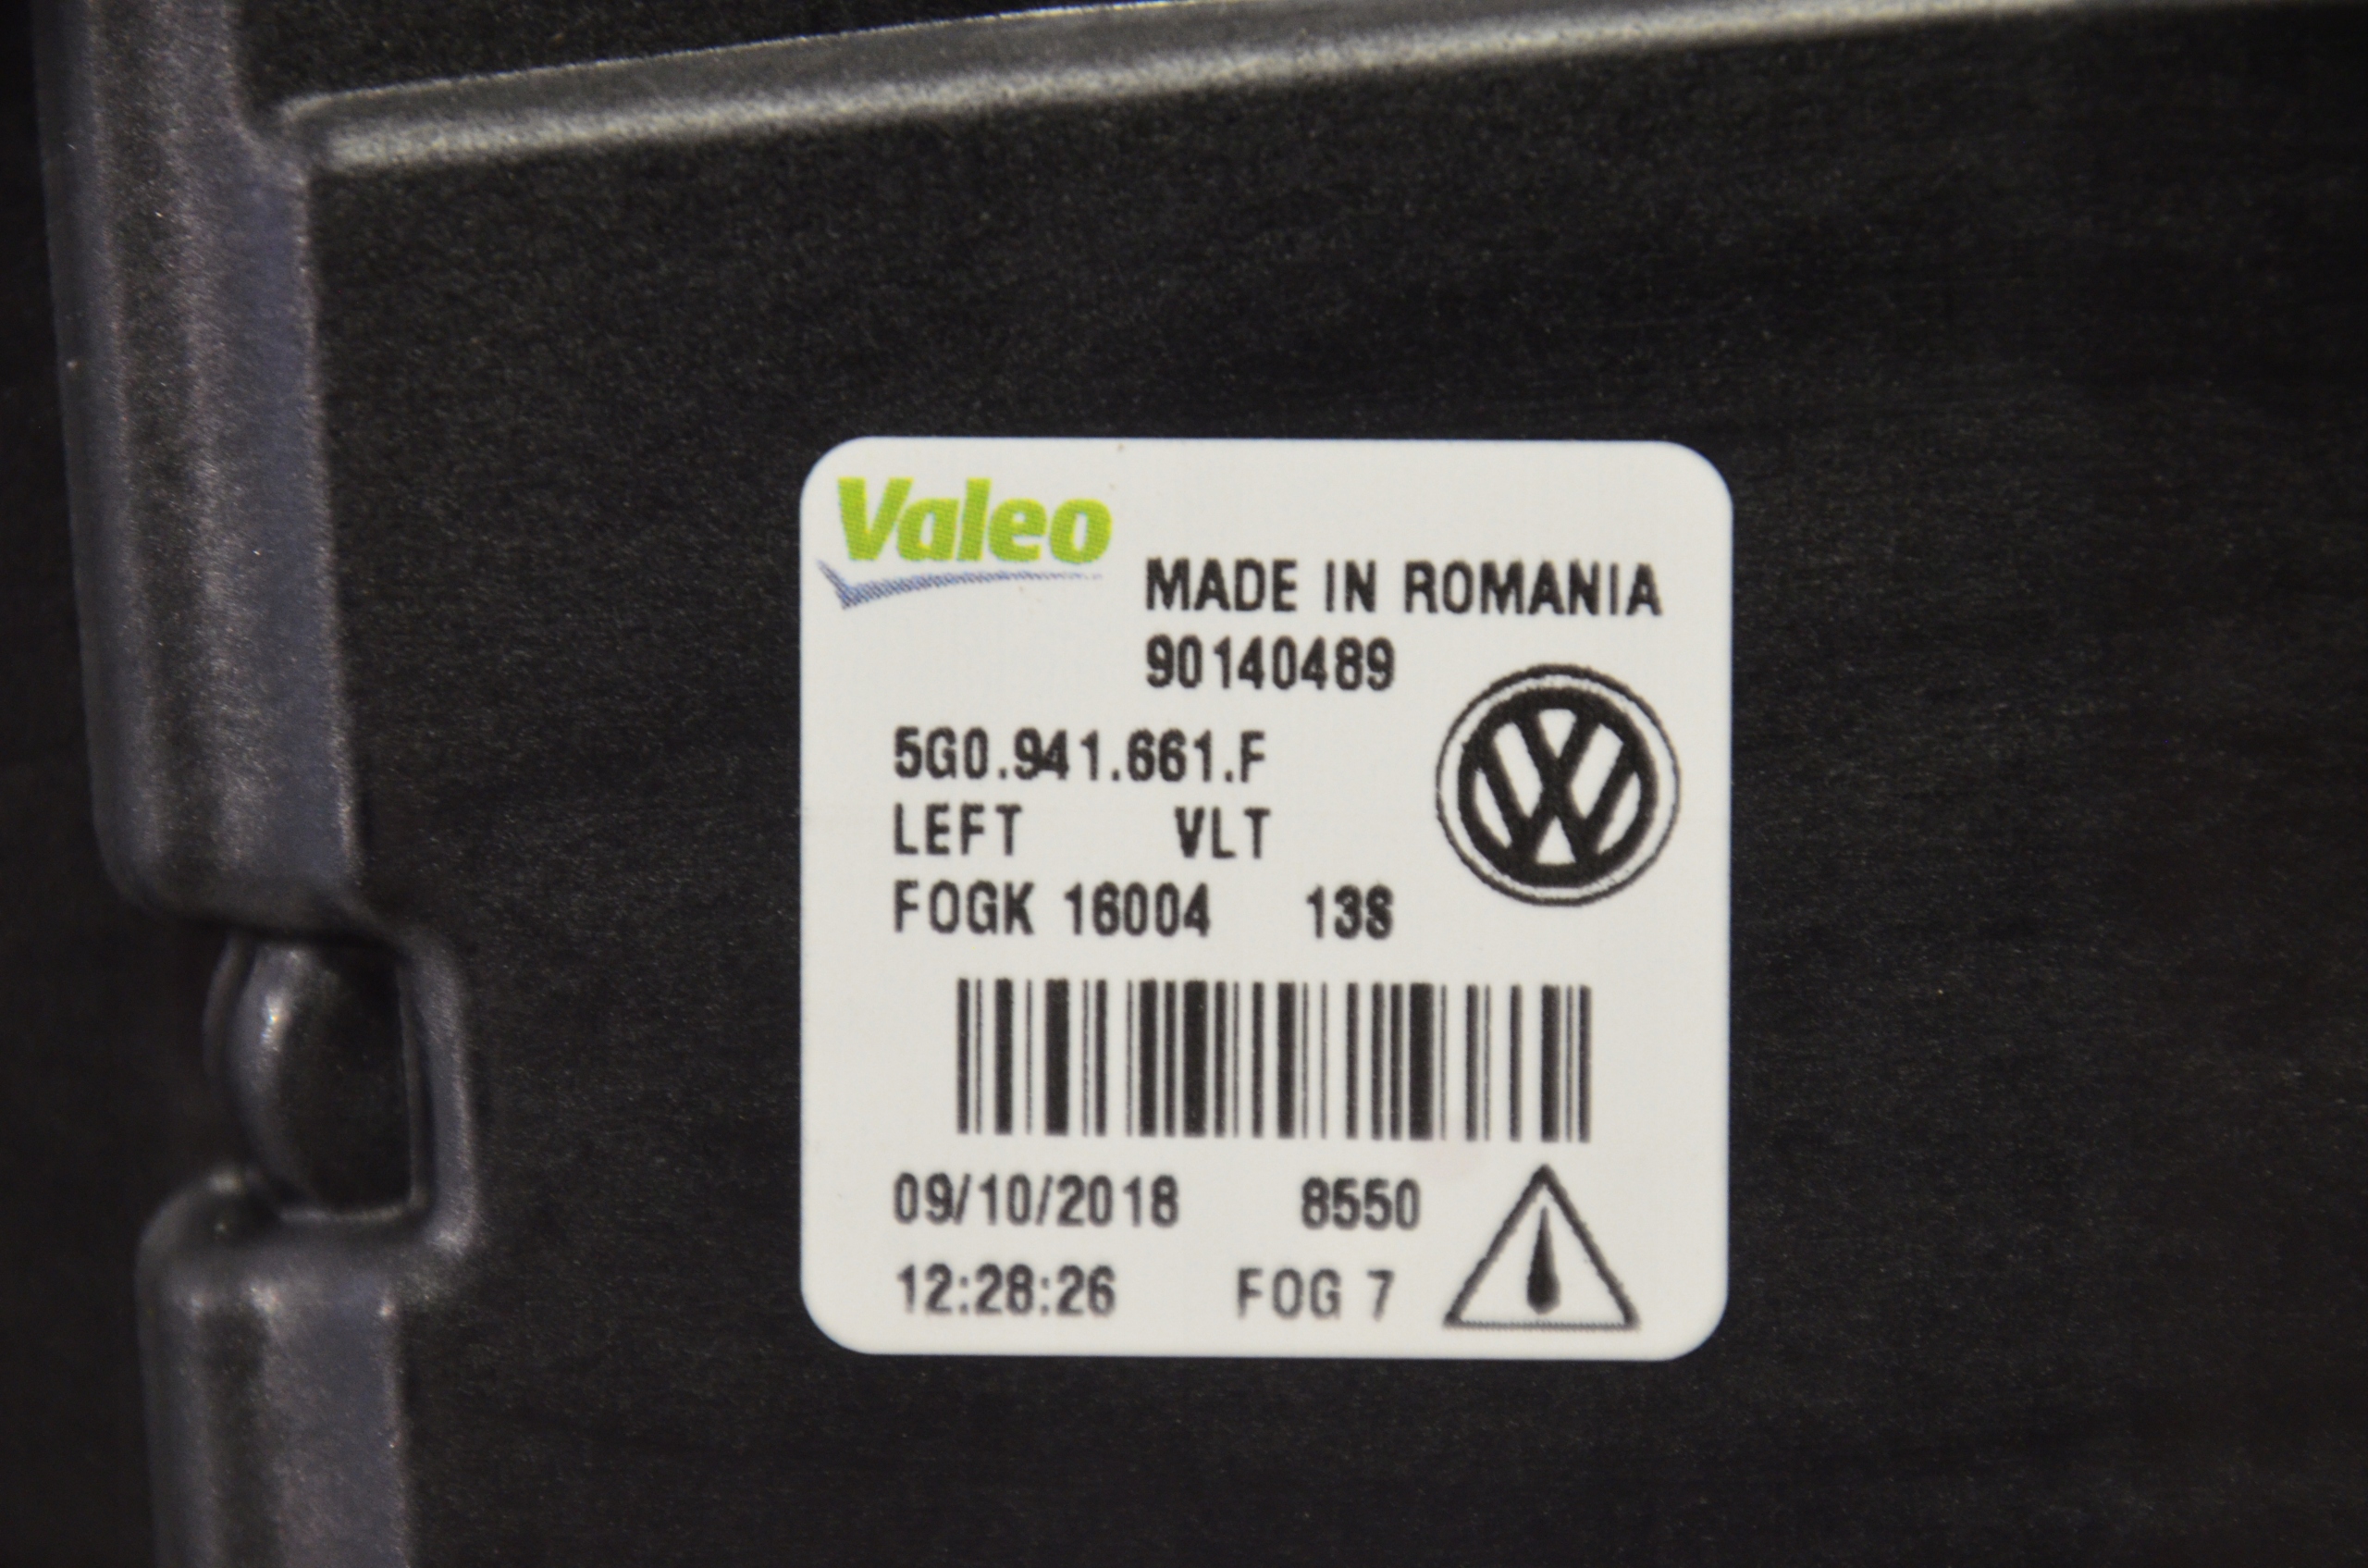 Valeo
MADE IN ROMANIA
90140489
5G0.941.661.F
LEFT VLT
FOGK 16004 13S
09/10/2018 8550
12:28:26 FOG 7